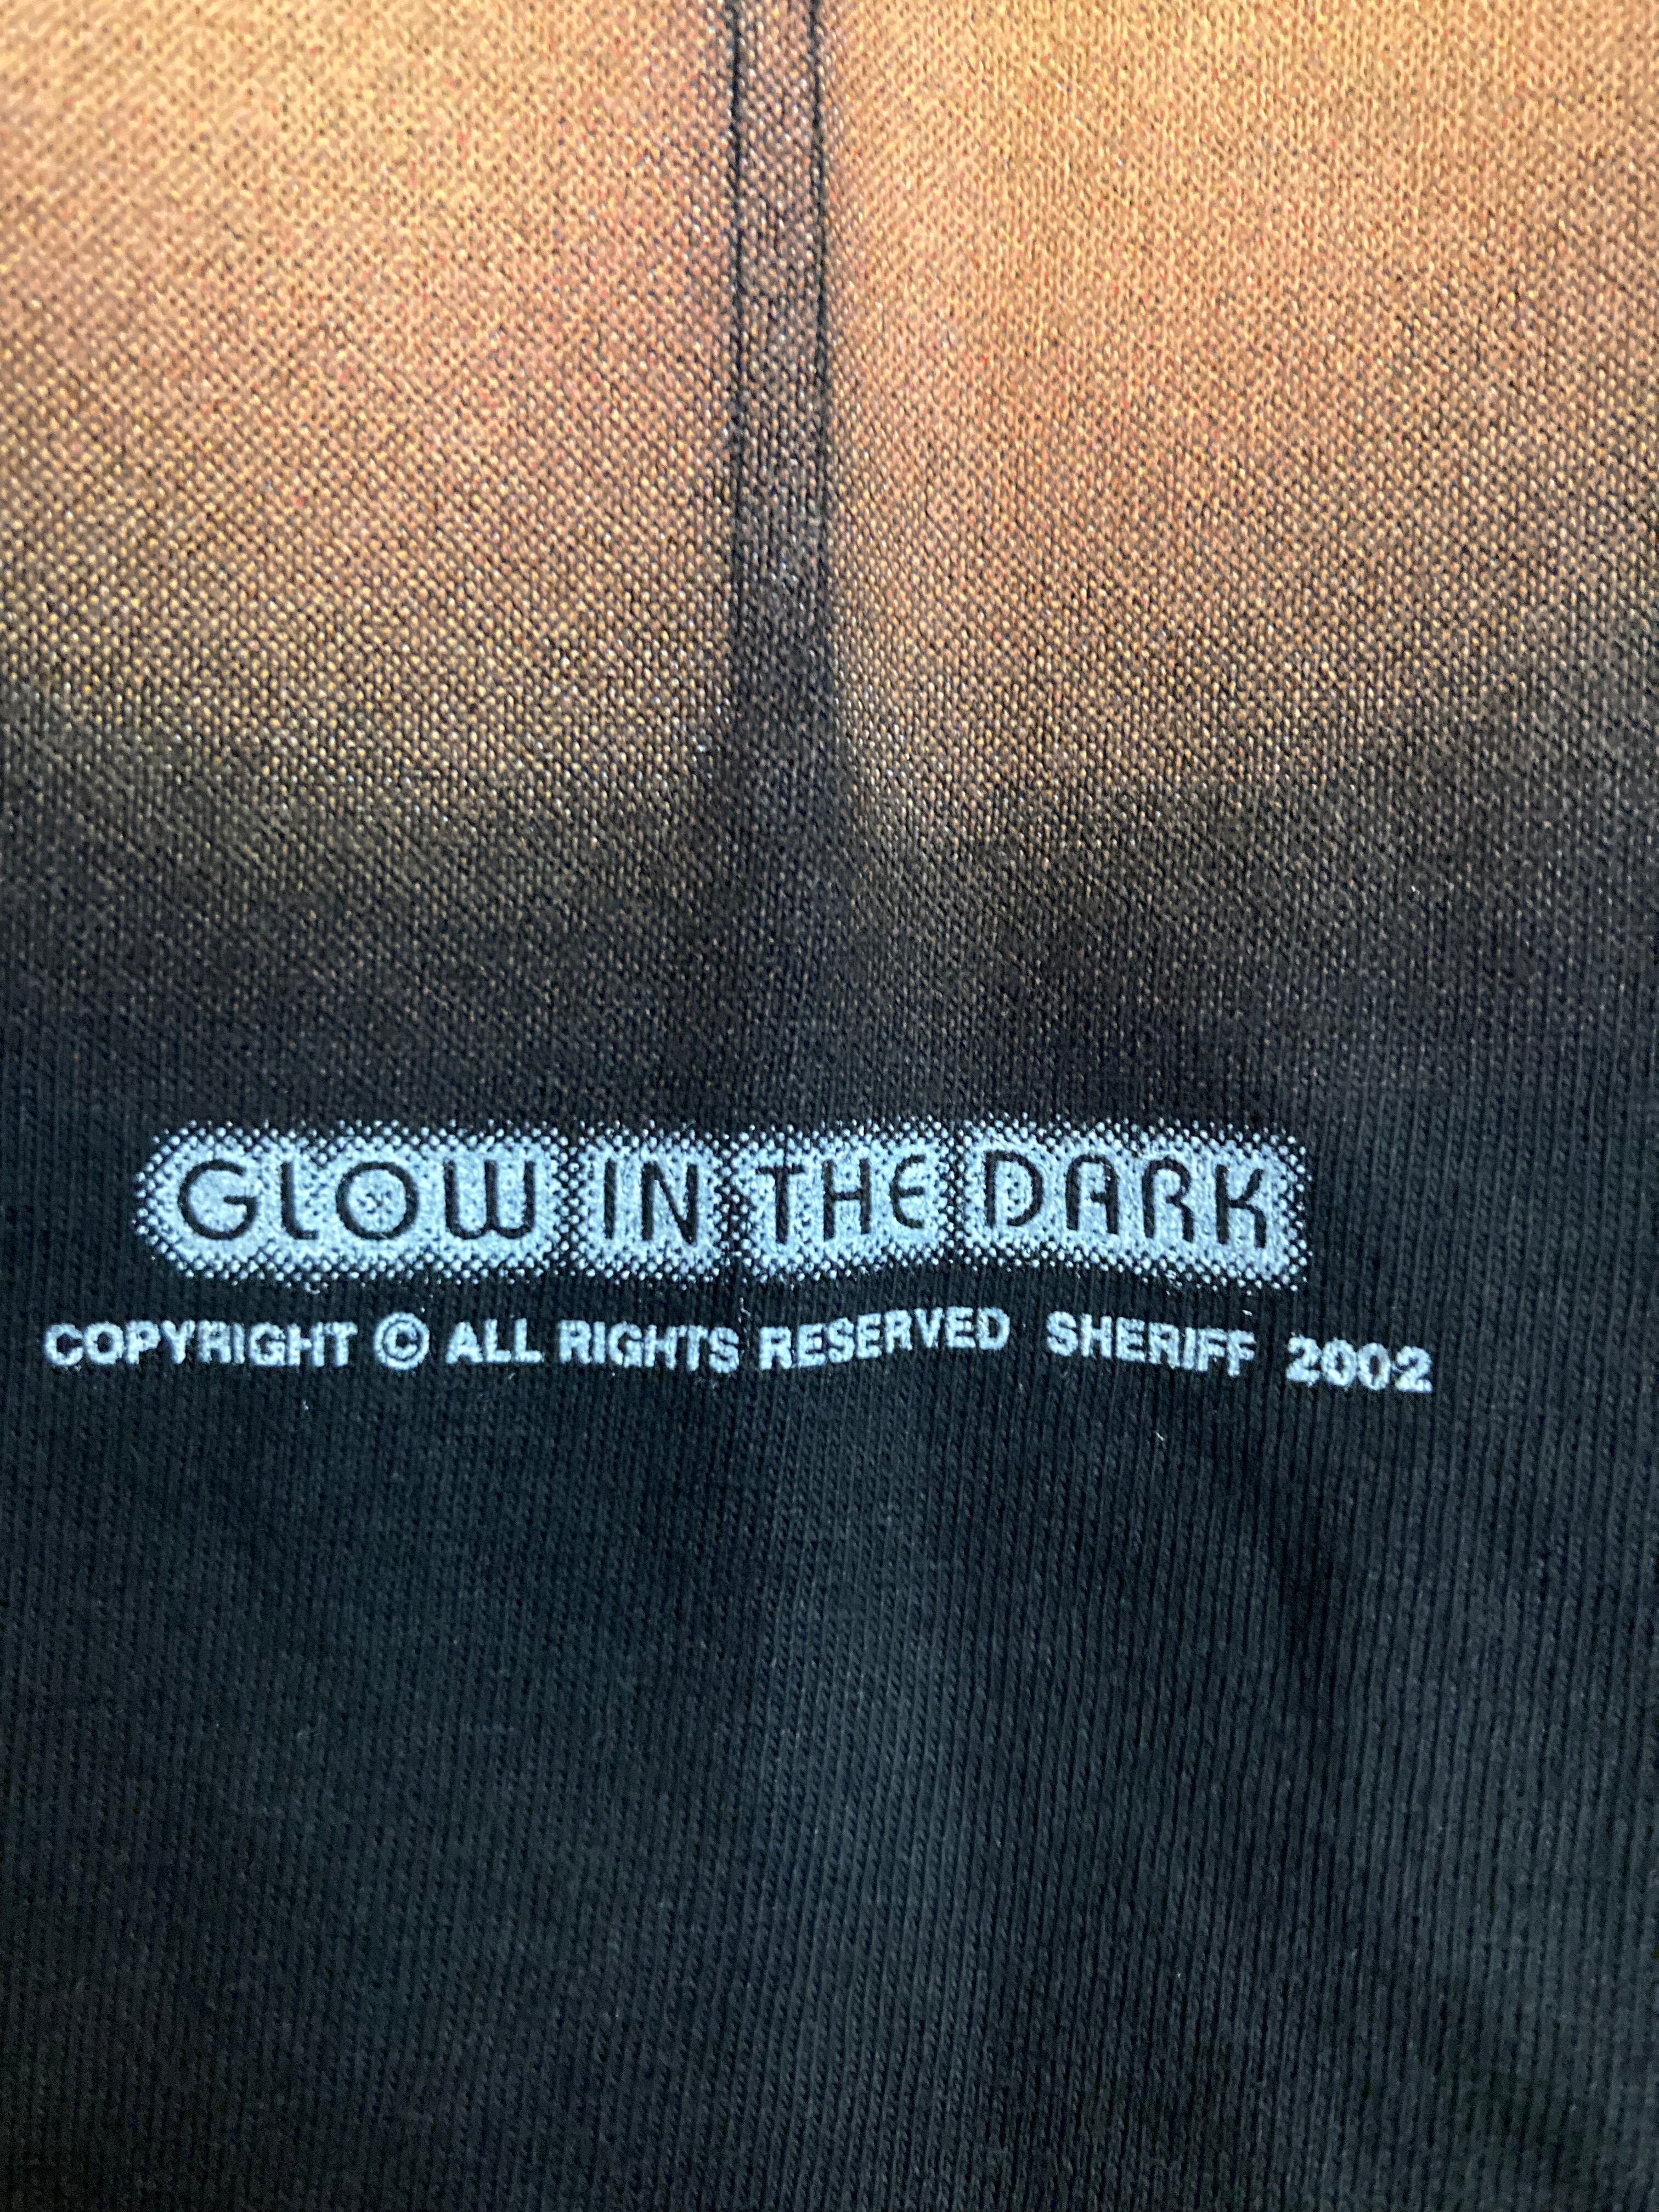 GLOW IN THE DARK
COPYRIGHT © ALL RIGHTS RESERVED SHERIFF 2002